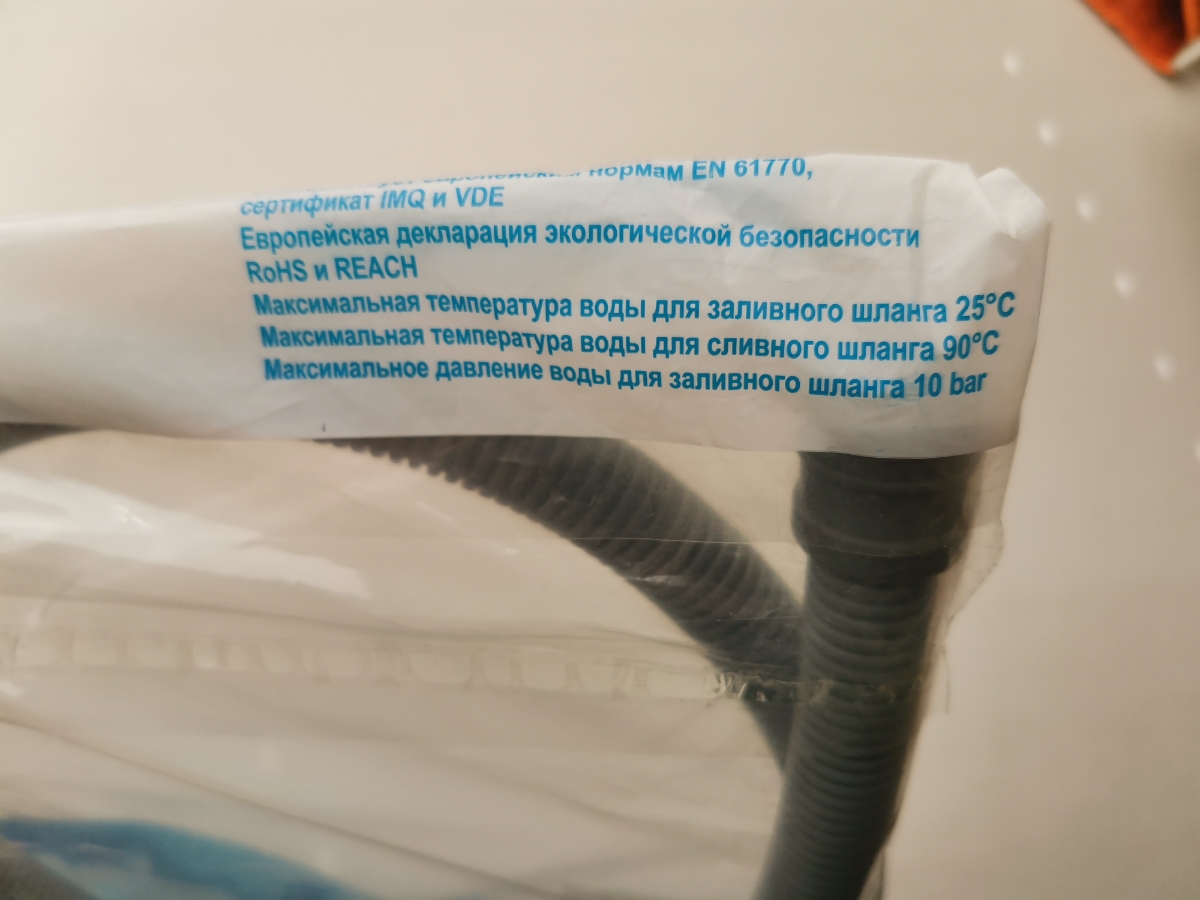 нормам EN 61770,
сертификат IMQ и VDE
Европейская декларация экологической безопасности
RoHS и REACH
Максимальная температура воды для заливного шланга 25°C
Максимальная температура воды для сливного шланга 90°C
Максимальное давление воды для заливного шланга 10 bar